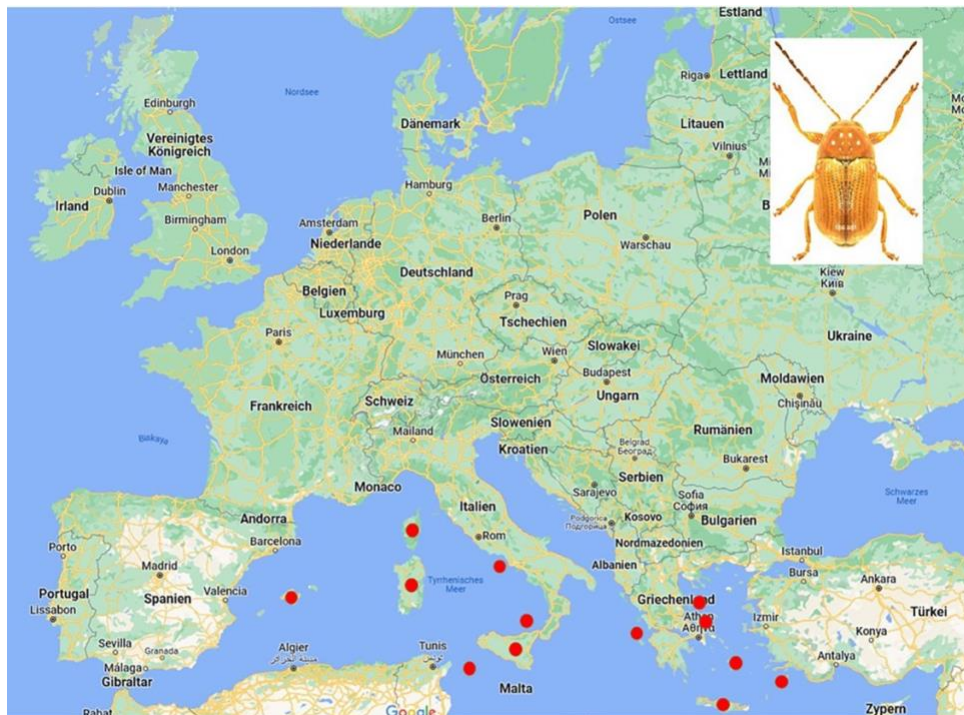 Ostsee
Estland
Riga
Lettland
Edinburgh
Nordsee
Dänemark
Litauen
Vereinigtes
Königreich
Vilnius
Isle of Man
Manchester
Dublin
Irland
Hamburg
Birmingham
Amsterdam
Berlin
Polen
Niederlande
Warschau
London
Deutschland
Belgien
Kiew
Київ
Prag
Luxemburg
Tschechien
Paris
Ukraine
Slowakei
München
Wien
Moldawien
Österreich
Budapest
Chișinău
Ungarn
Schweiz
Frankreich
Slowenien
Rumänien
Mailand
Kroatien
Biskaya
Belgrad
Београд
Bukarest
Serbien
Monaco
Sarajevo
Sofia
София
Schwarzes
Meer
Italien
Andorra
Kosovo
Bulgarien
Podgorica
Подгорица
Rom
Barcelona
Nordmazedonien
Porto
Istanbul
Albanien
Madrid
Bursa
Tyrrhenisches
Meer
Ankara
Portugal
Valencia
Spanien
Griechenland
Lissabon
Türkei
Athen
Αθήνα
Izmir
Konya
Sevilla
Granada
Algier
Tunis
Antalya
Málaga
Gibraltar
Malta
Google
Zypern
Rabat